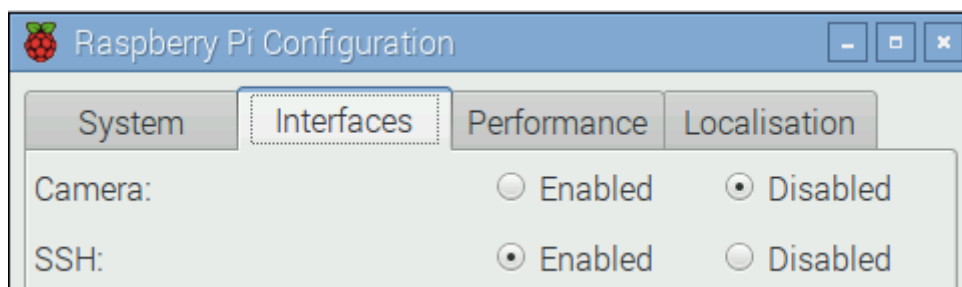 Raspberry Pi Configuration
System Interfaces Performance Localisation
Camera: Enabled Disabled
SSH: Enabled Disabled